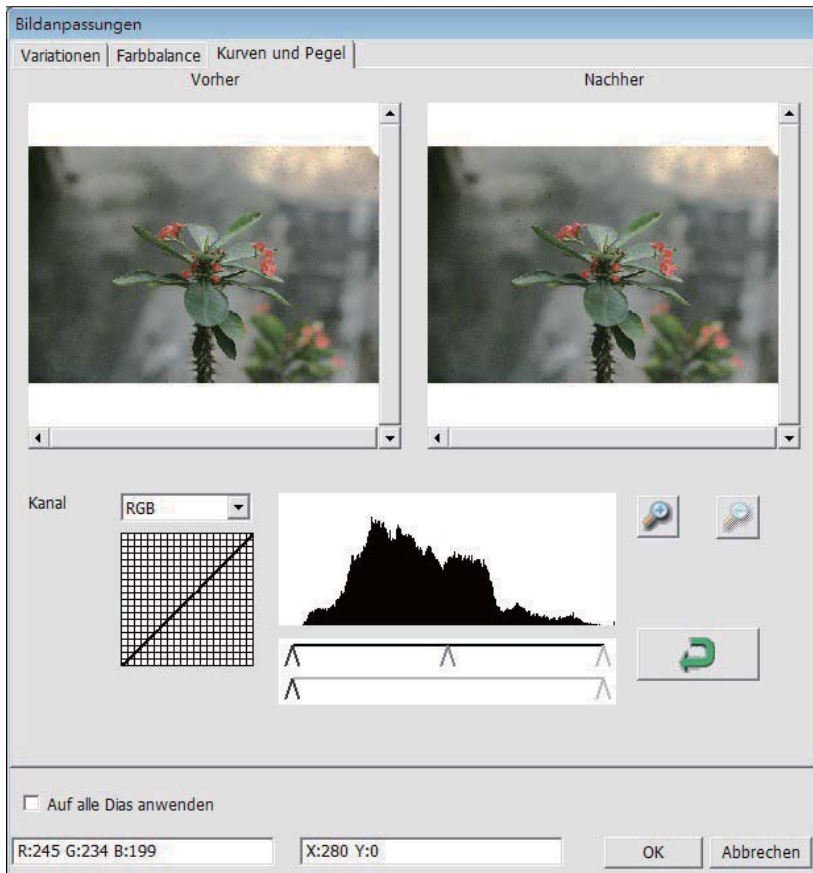 Bildanpassungen
Variationen Farbbalance Kurven und Pegel
Vorher Nachher
Kanal RGB
Auf alle Dias anwenden
R:245 G:234 B:199 X:280 Y:0 OK Abbrechen